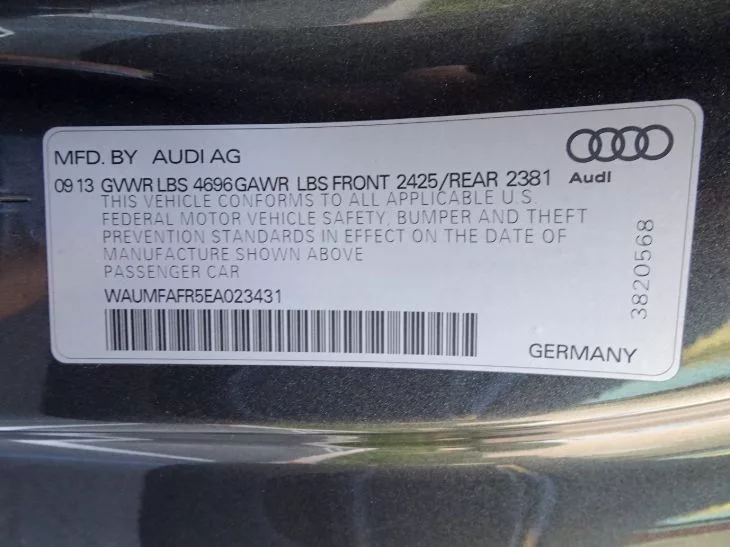 MFD. BY AUDI AG
09 13 GVWR LBS 4696 GAWR LBS FRONT 2425/REAR 2381
Audi
THIS VEHICLE CONFORMS TO ALL APPLICABLE U.S.
FEDERAL MOTOR VEHICLE SAFETY, BUMPER AND THEFT
PREVENTION STANDARDS IN EFFECT ON THE DATE OF
MANUFACTURE SHOWN ABOVE
PASSENGER CAR
WAUMFAFR5EA023431
GERMANY
3820568